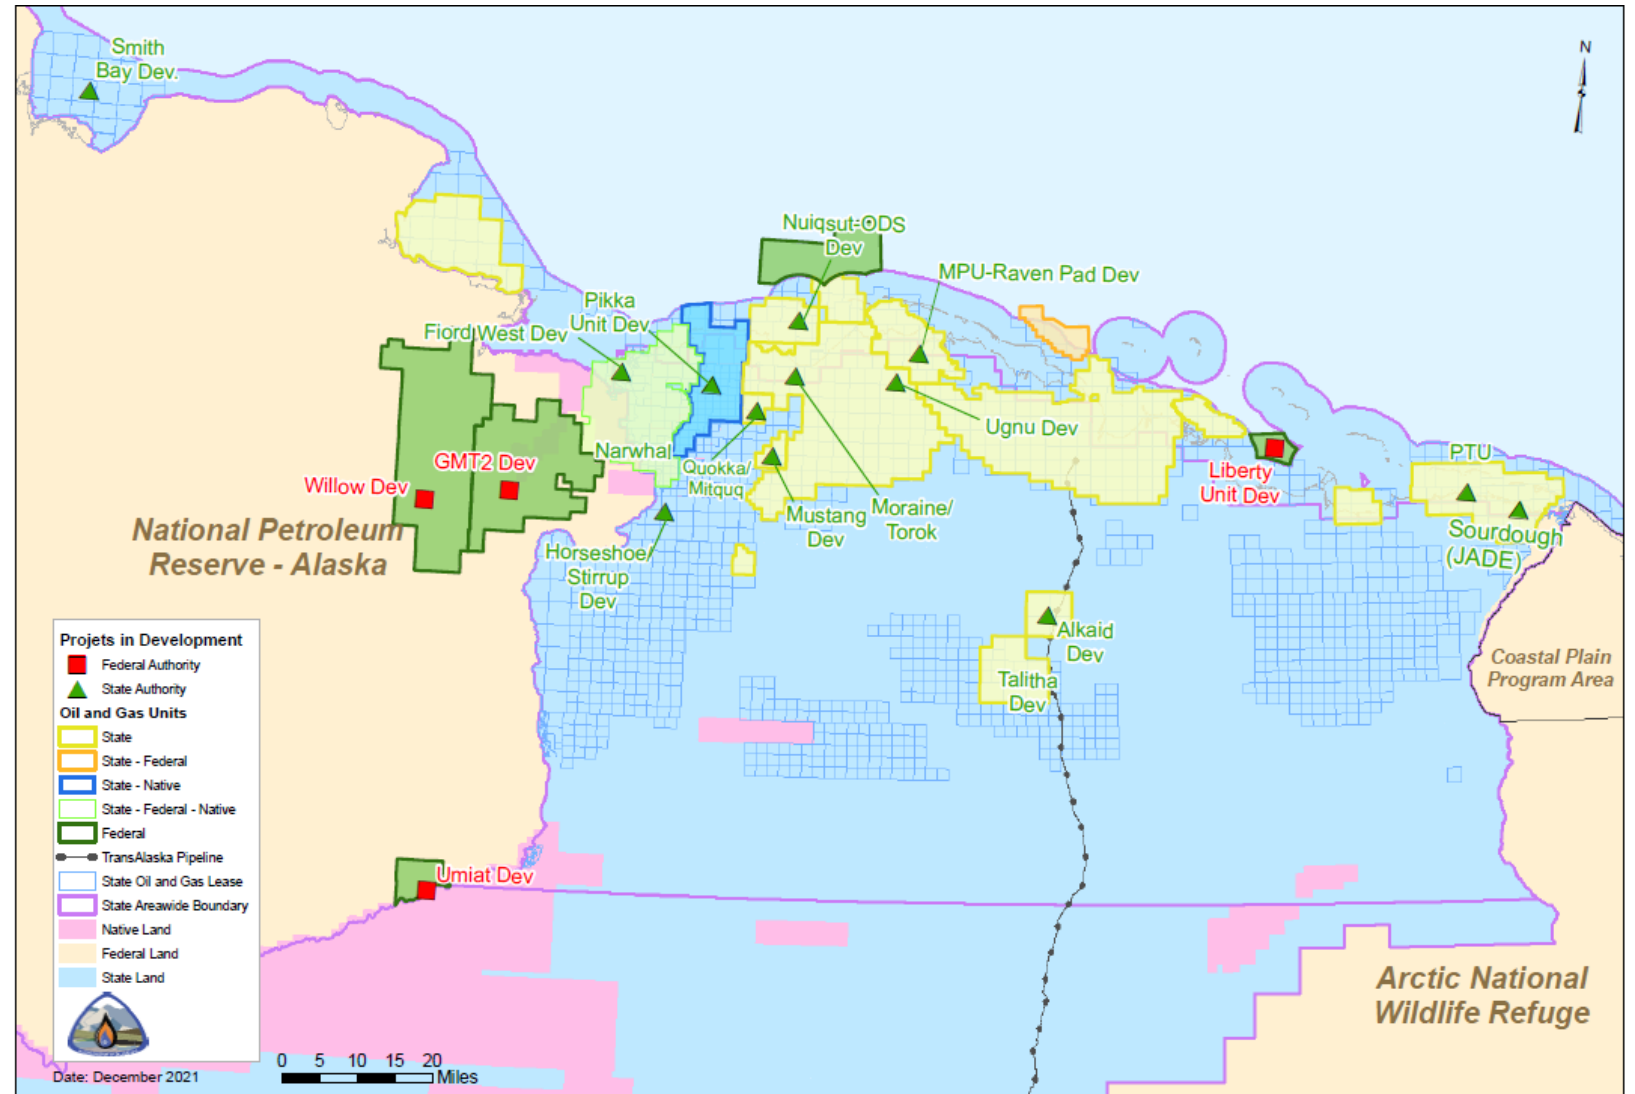 N
Smith
Bay Dev.
Nuiqsut-ODS
Dev
MPU-Raven Pad Dev
Pikka
Unit Dev
Fiord West Dev
Ugnu Dev
Narwhal
Quokka/
Mitquq
GMT2 Dev
Willow Dev
PTU
Liberty
Unit Dev
Mustang
Dev
Moraine/
Torok
Sourdough
(JADE)
National Petroleum
Reserve - Alaska
Horseshoe/
Stirrup
Dev
Alkaid
Dev
Talitha
Dev
Coastal Plain
Program Area
Umiat Dev
Arctic National
Wildlife Refuge
Projets in Development
Federal Authority
State Authority
Oil and Gas Units
State
State - Federal
State - Native
State - Federal - Native
Federal
TransAlaska Pipeline
State Oil and Gas Lease
State Areawide Boundary
Native Land
Federal Land
State Land
Date: December 2021
0 5 10 15 20
Miles